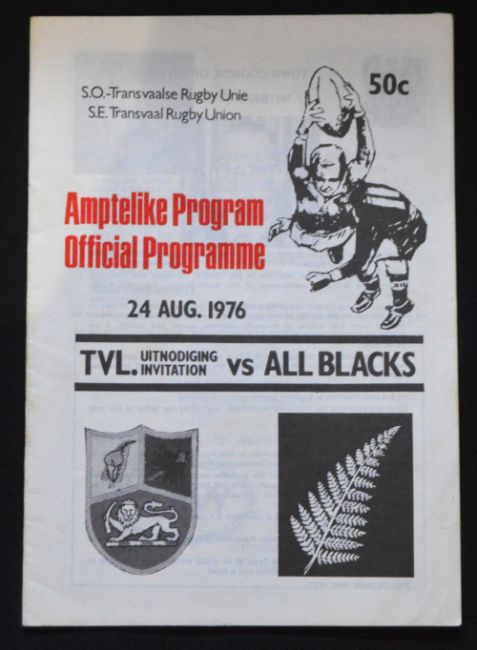 S.O.-Transvaalse Rugby Unie
S.E. Transvaal Rugby Union
50c
Amptelike Program
Official Programme
24 AUG. 1976
TVL. UITNODIGING INVITATION vs ALL BLACKS